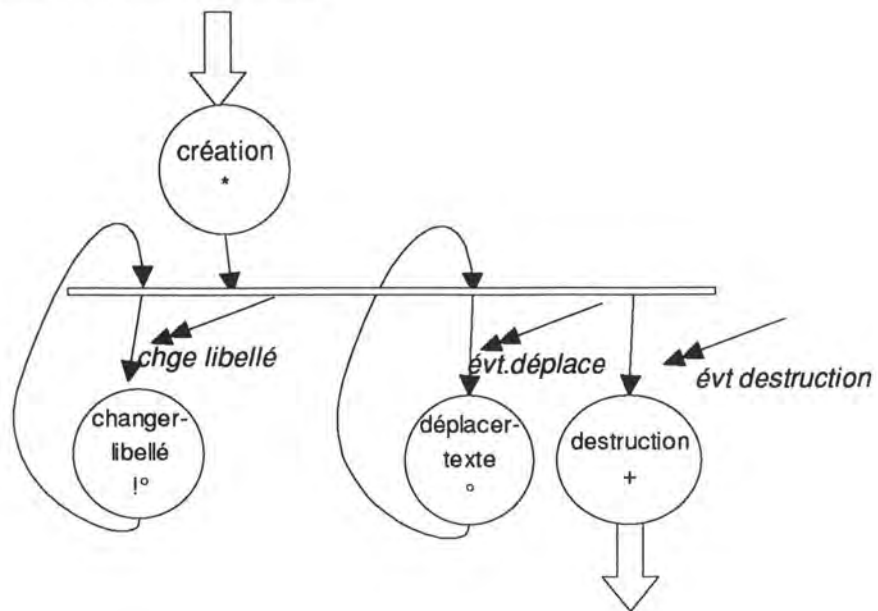 création
*
chge libellé
évt.déplace
évt destruction
changer-
libellé
!°
déplacer-
texte
°
destruction
+